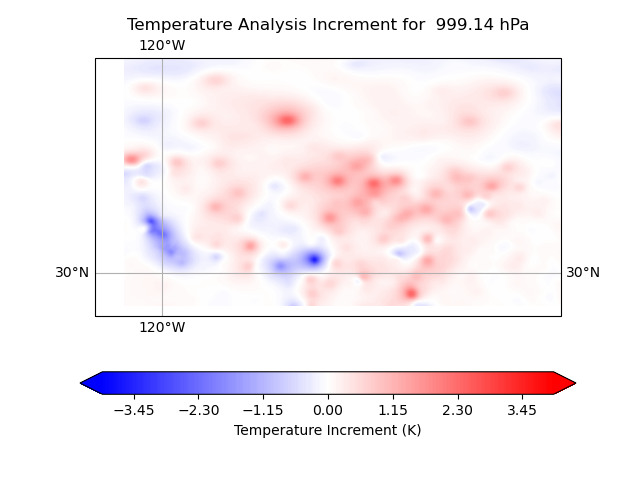 Temperature Analysis Increment for  999.14 hPa
120°W
30°N
30°N
120°W
−3.45
−2.30
−1.15
0.00
1.15
2.30
3.45
Temperature Increment (K)